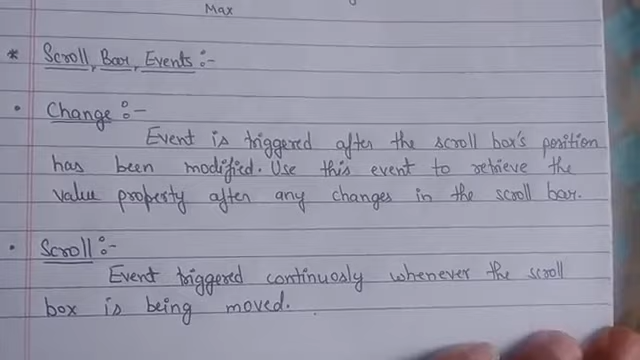 Max
* Scroll Bar Events :-
• Change :-
Event is triggered after the scroll box's position
has been modified. Use this event to retrieve the
value property after any changes in the scroll bar.
• Scroll :-
Event triggered continuosly whenever the scroll
box is being moved.